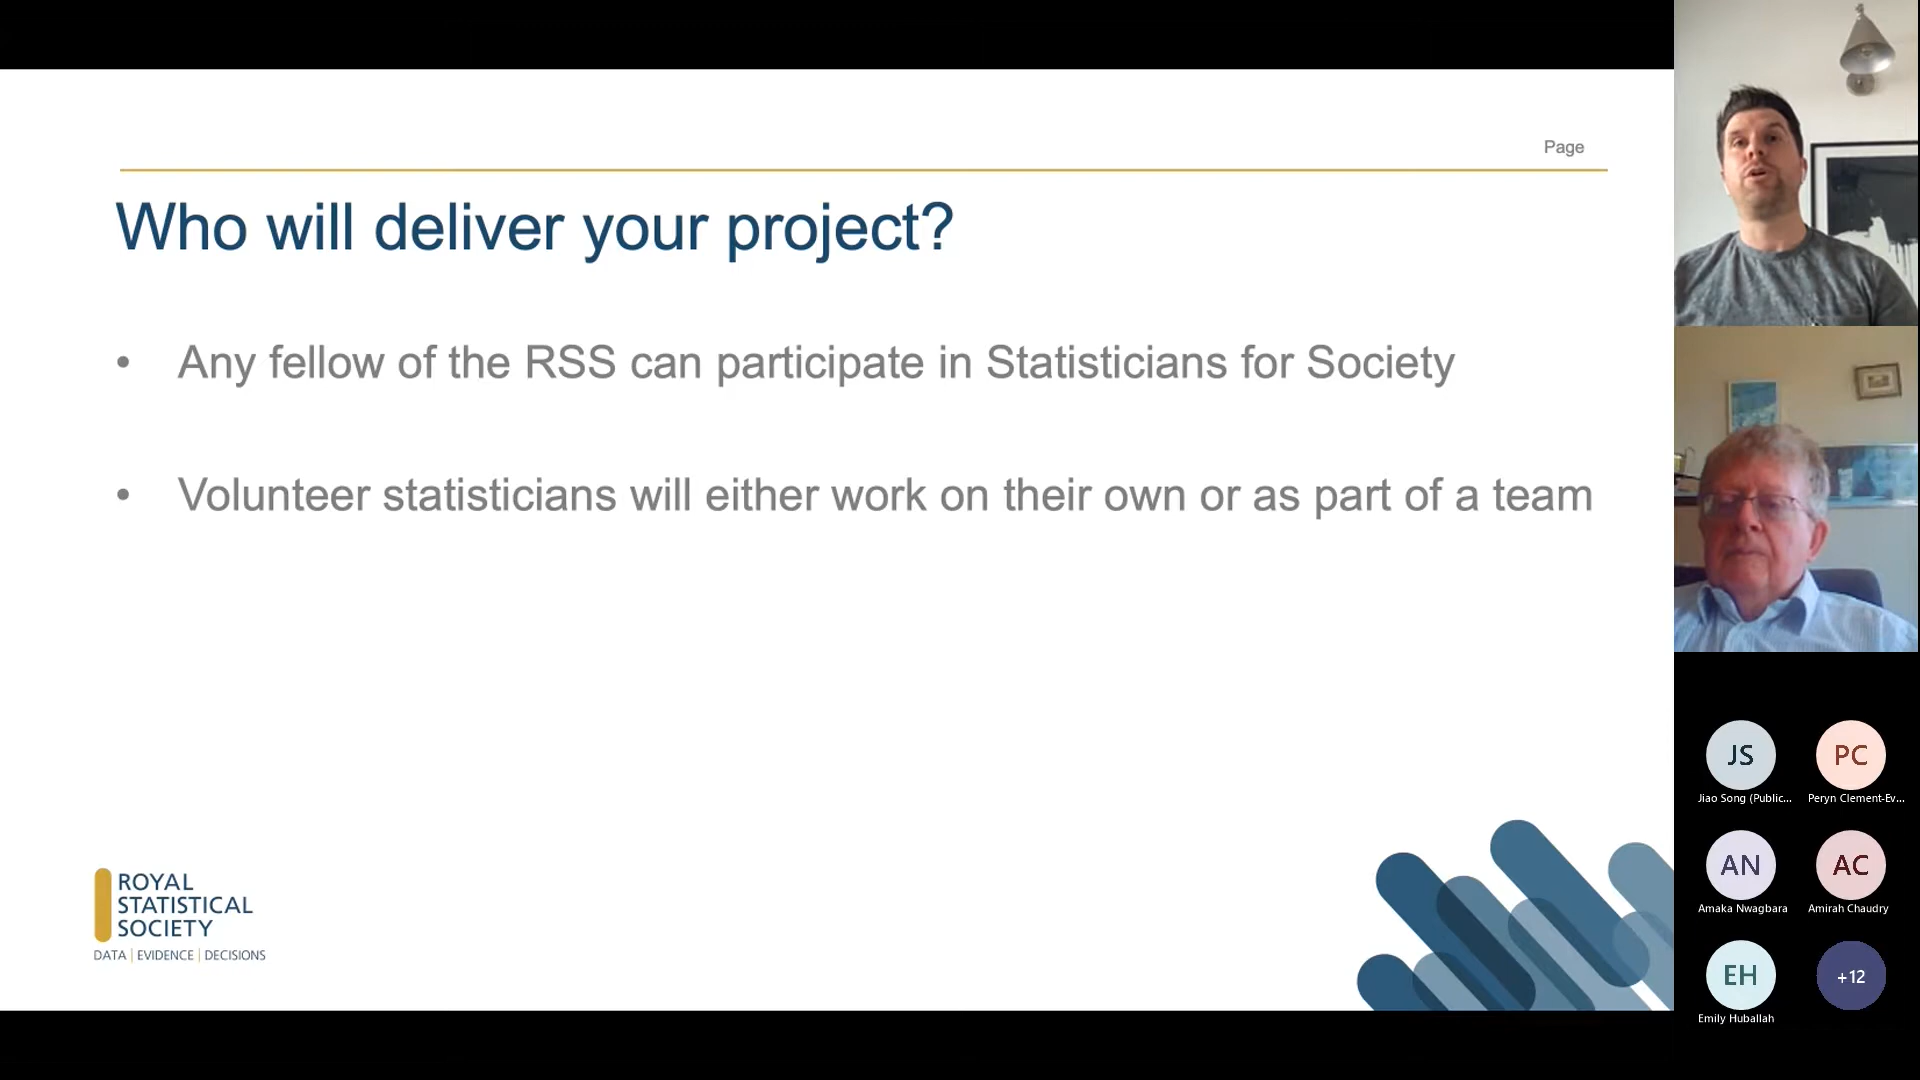 Page
Who will deliver your project?
• Any fellow of the RSS can participate in Statisticians for Society
• Volunteer statisticians will either work on their own or as part of a team
ROYAL
STATISTICAL
SOCIETY
DATA | EVIDENCE | DECISIONS
JS
PC
Jiao Song (Public...
Peryn Clement-Ev...
AN
AC
Amaka Nwagbara
Amirah Chaudry
EH
+12
Emily Huballah